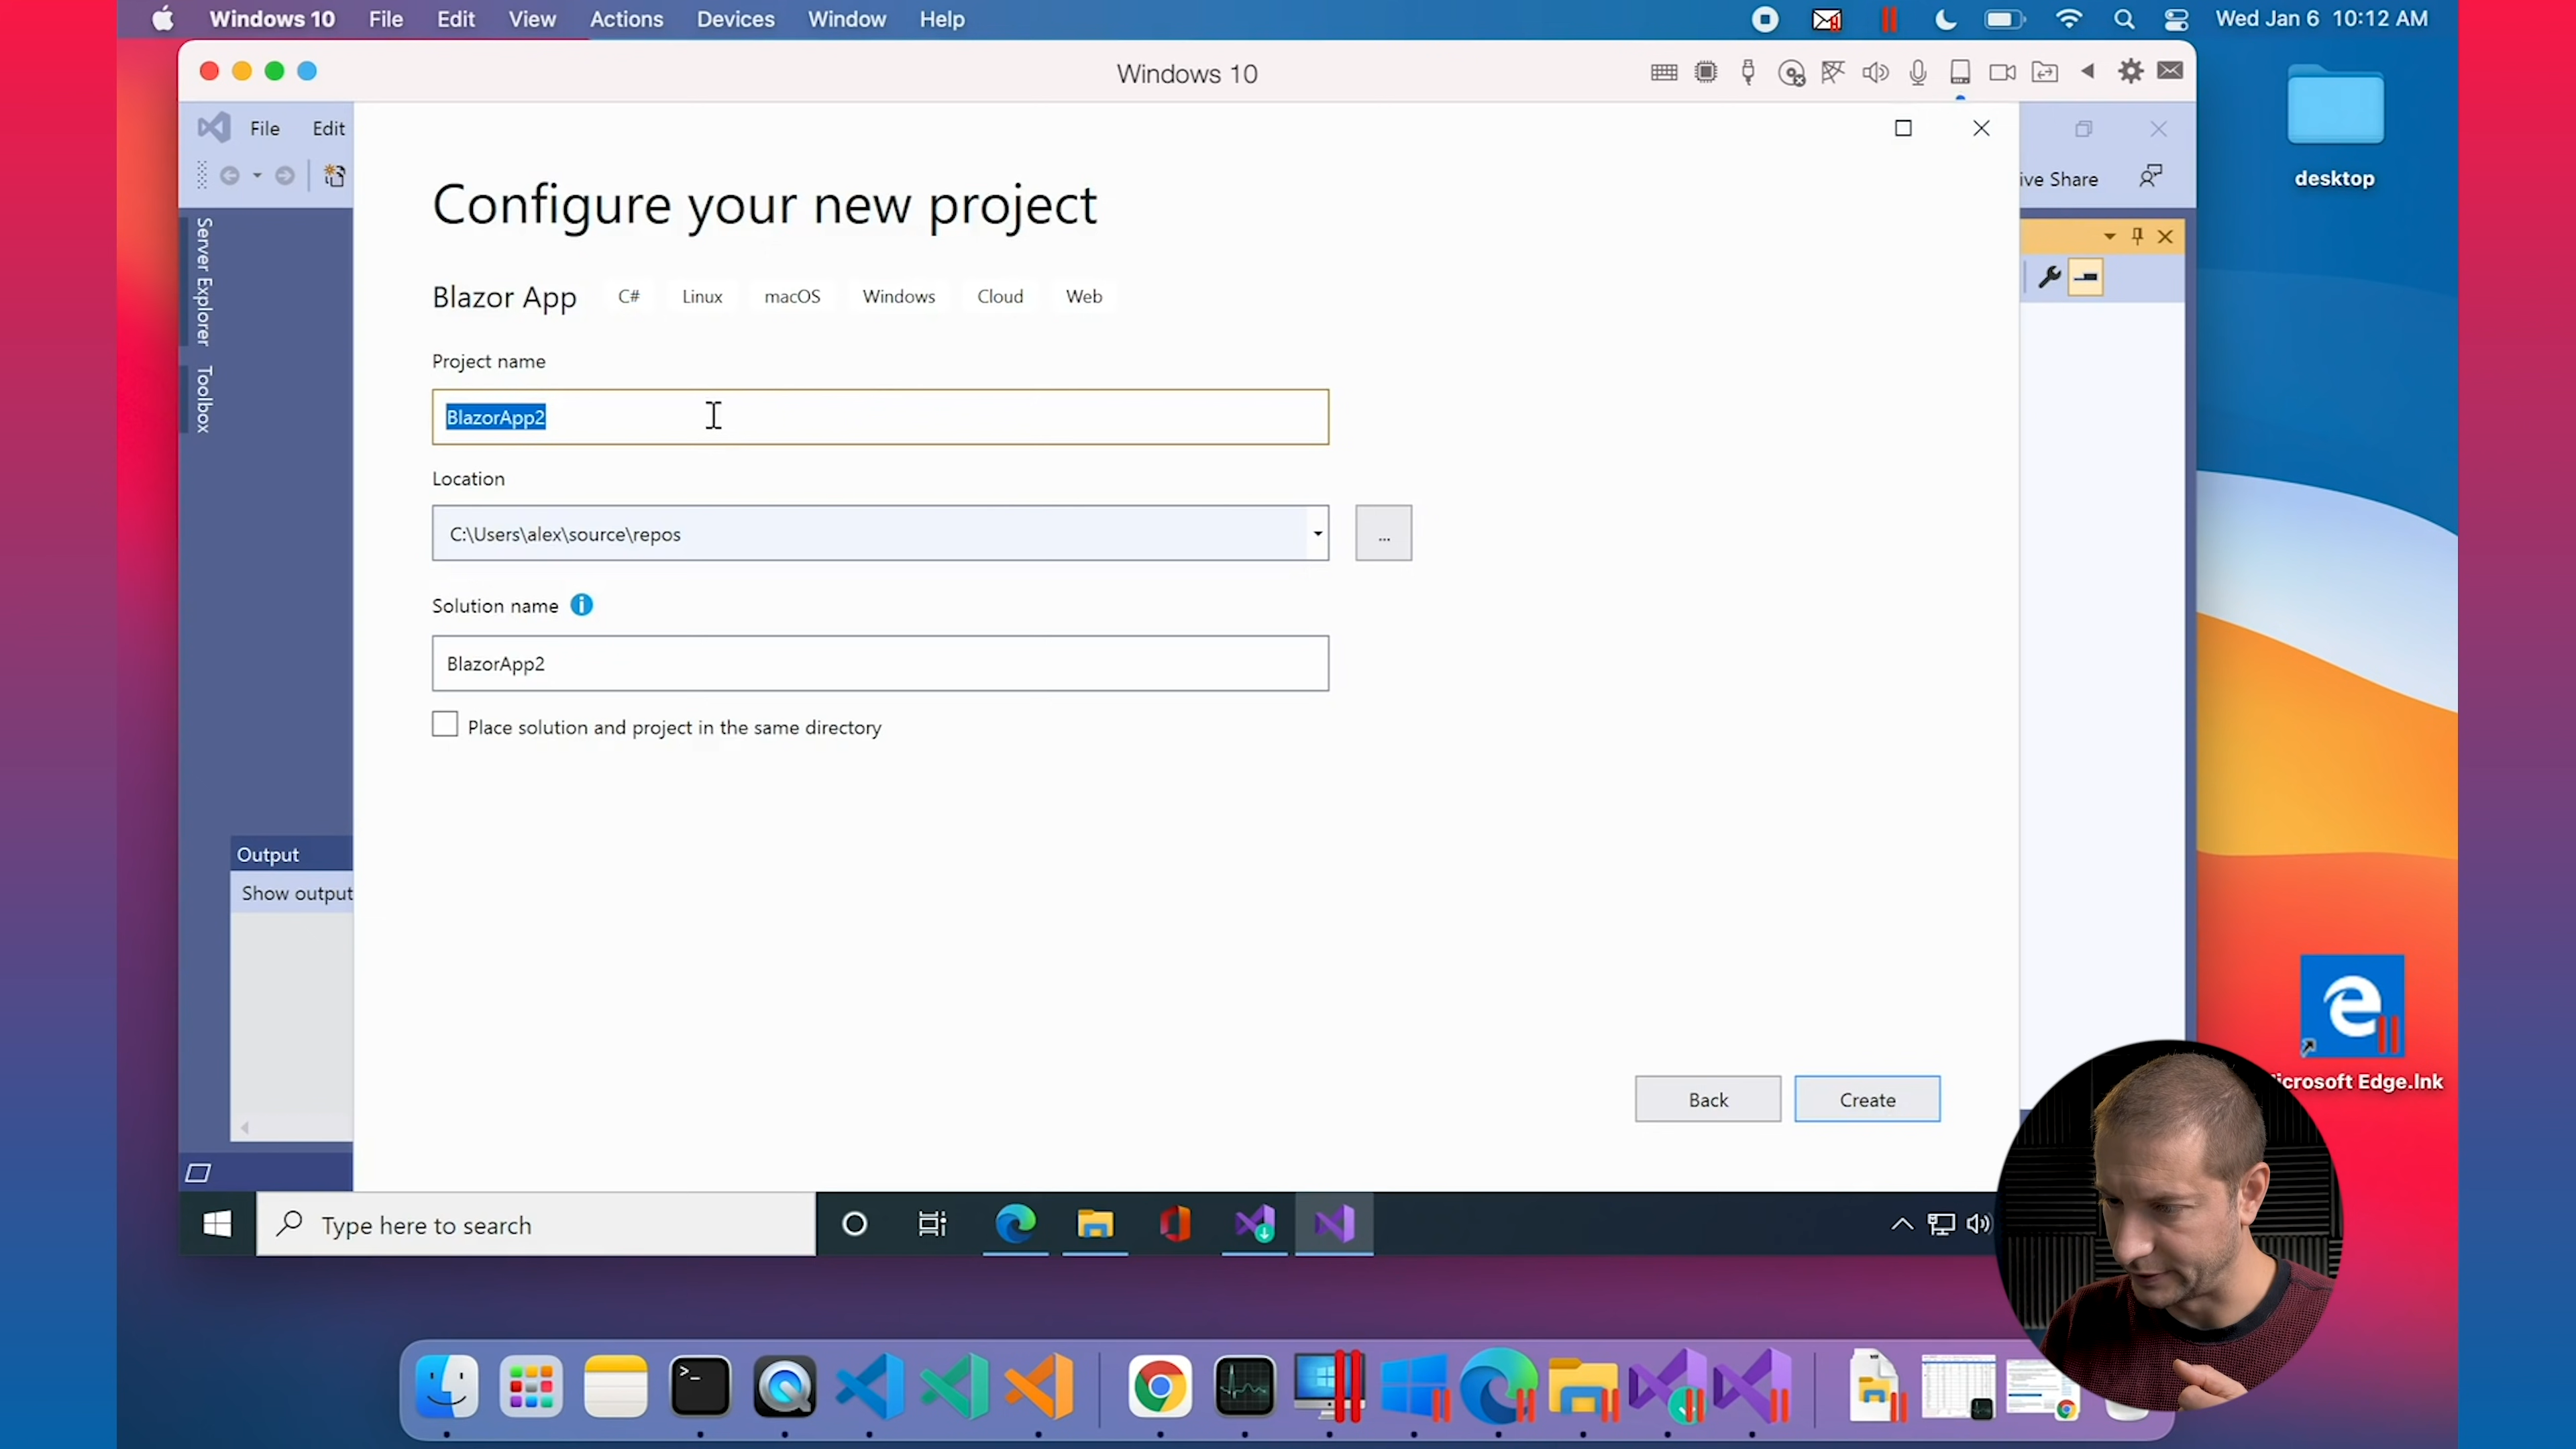 Windows 10 File Edit View Actions Devices Window Help Wed Jan 6 10:12 AM
Windows 10
File Edit
desktop
ive Share
Configure your new project
Server Explorer
Blazor App C# Linux macOS Windows Cloud Web
Project name
Toolbox
BlazorApp2
Location
C:\Users\alex\source\repos
...
Solution name
BlazorApp2
Place solution and project in the same directory
Output
Show output
Back Create
icrosoft Edge.lnk
Type here to search